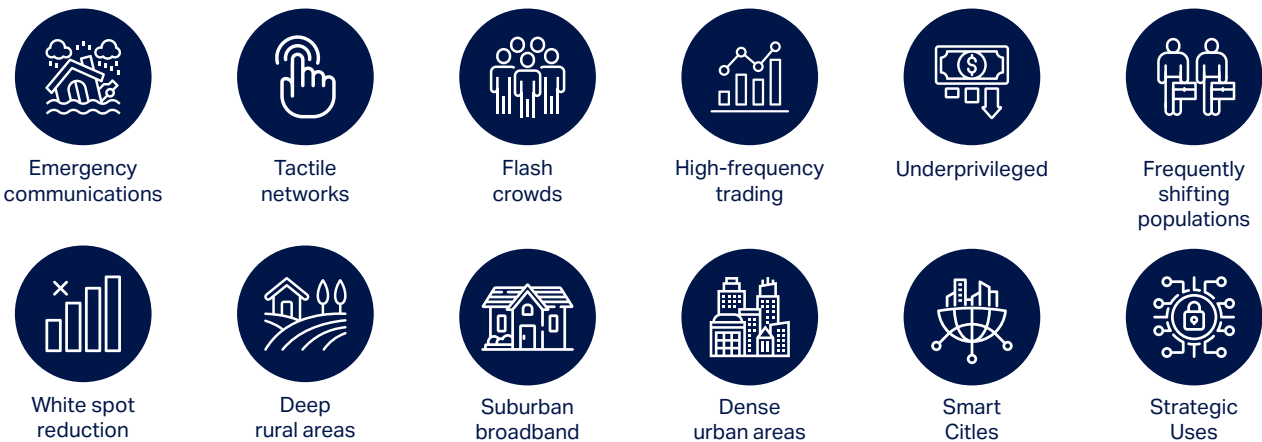 Emergency
communications
Tactile
networks
Flash
crowds
High-frequency
trading
$
Underprivileged
Frequently
shifting
populations
White spot
reduction
Deep
rural areas
Suburban
broadband
Dense
urban areas
Smart
Citles
Strategic
Uses